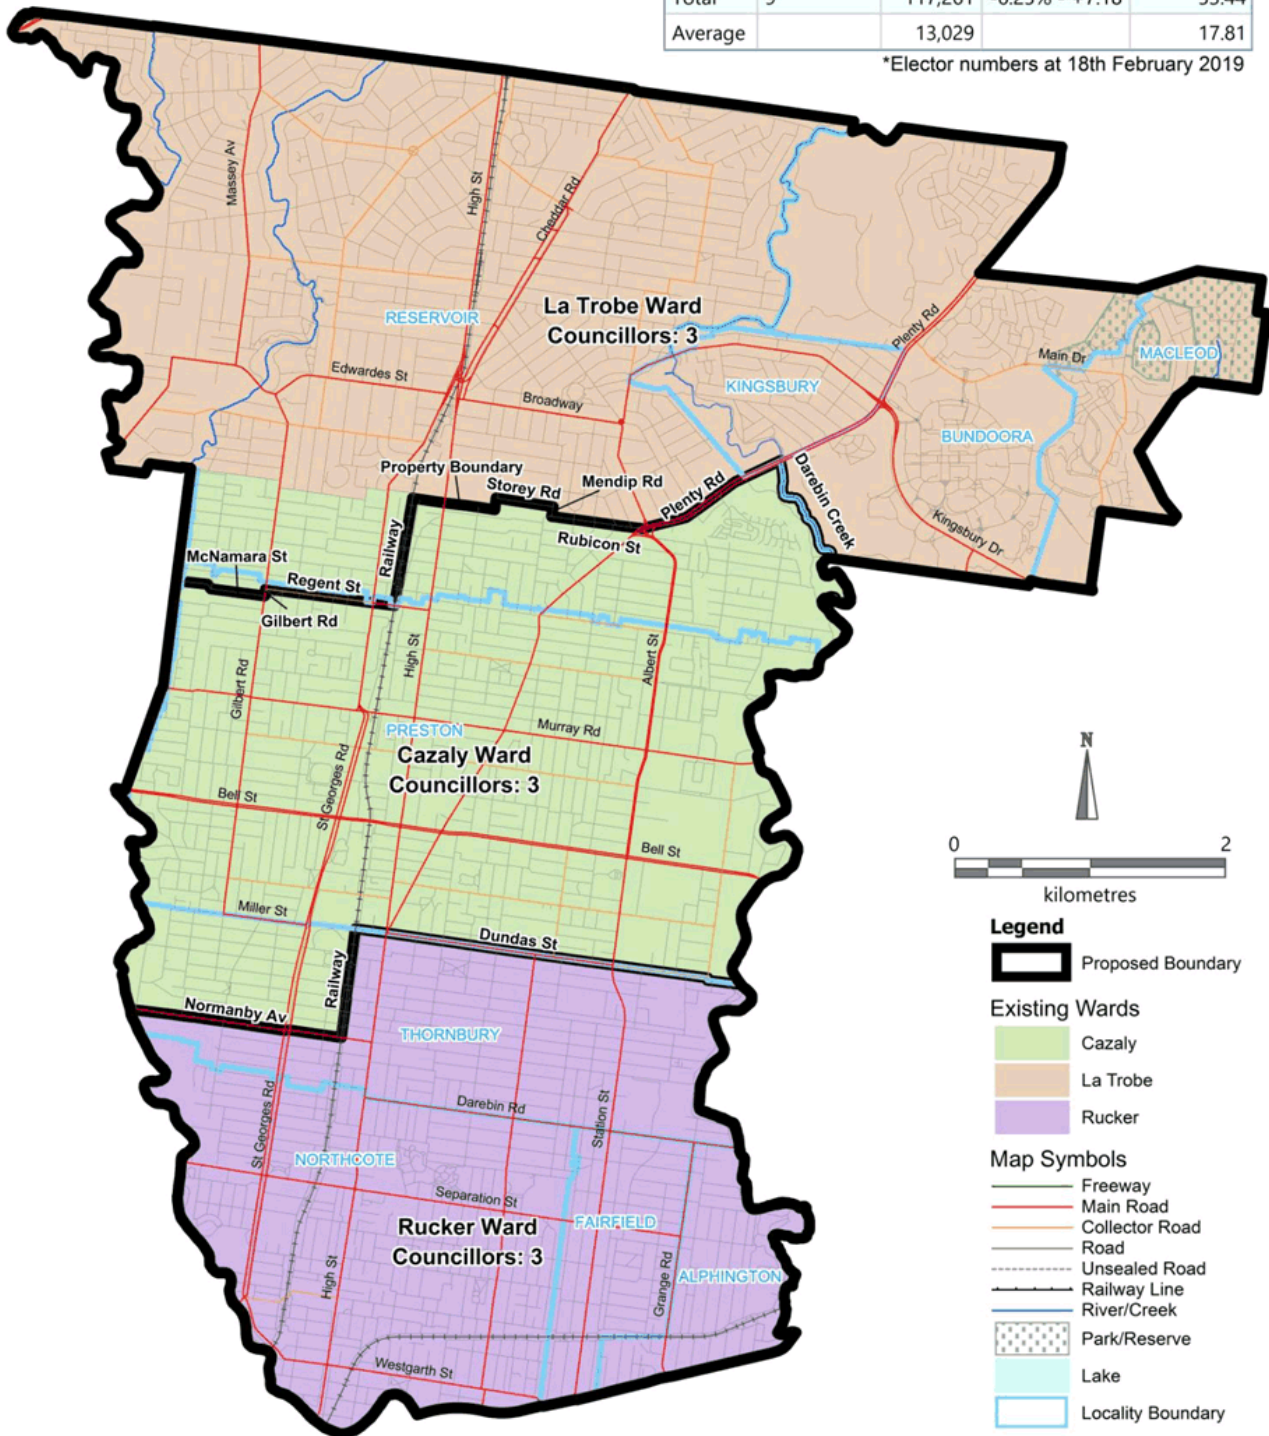 Average 13,029 17.81
*Elector numbers at 18th February 2019
Massey Av
High St
Cheddar Rd
La Trobe Ward
Councillors: 3
RESERVOIR
Plenty Rd
Main Dr
MACLEOD
Edwardes St
KINGSBURY
Broadway
BUNDOORA
Property Boundary
Storey Rd
Mendip Rd
Plenty Rd
Darebin Creek
Kingsbury Dr
Railway
Rubicon St
McNamara St
Regent St
Gilbert Rd
High St
Albert St
Gilbert Rd
Murray Rd
PRESTON
Cazaly Ward
Councillors: 3
St Georges Rd
Bell St
Bell St
Miller St
Dundas St
Railway
Normanby Av
THORNBURY
St Georges Rd
Darebin Rd
Station St
NORTHCOTE
Separation St
Rucker Ward
Councillors: 3
FAIRFIELD
High St
Grange Rd
ALPHINGTON
Westgarth St
N
0 2
kilometres
Legend
Proposed Boundary
Existing Wards
Cazaly
La Trobe
Rucker
Map Symbols
Freeway
Main Road
Collector Road
Road
Unsealed Road
Railway Line
River/Creek
Park/Reserve
Lake
Locality Boundary